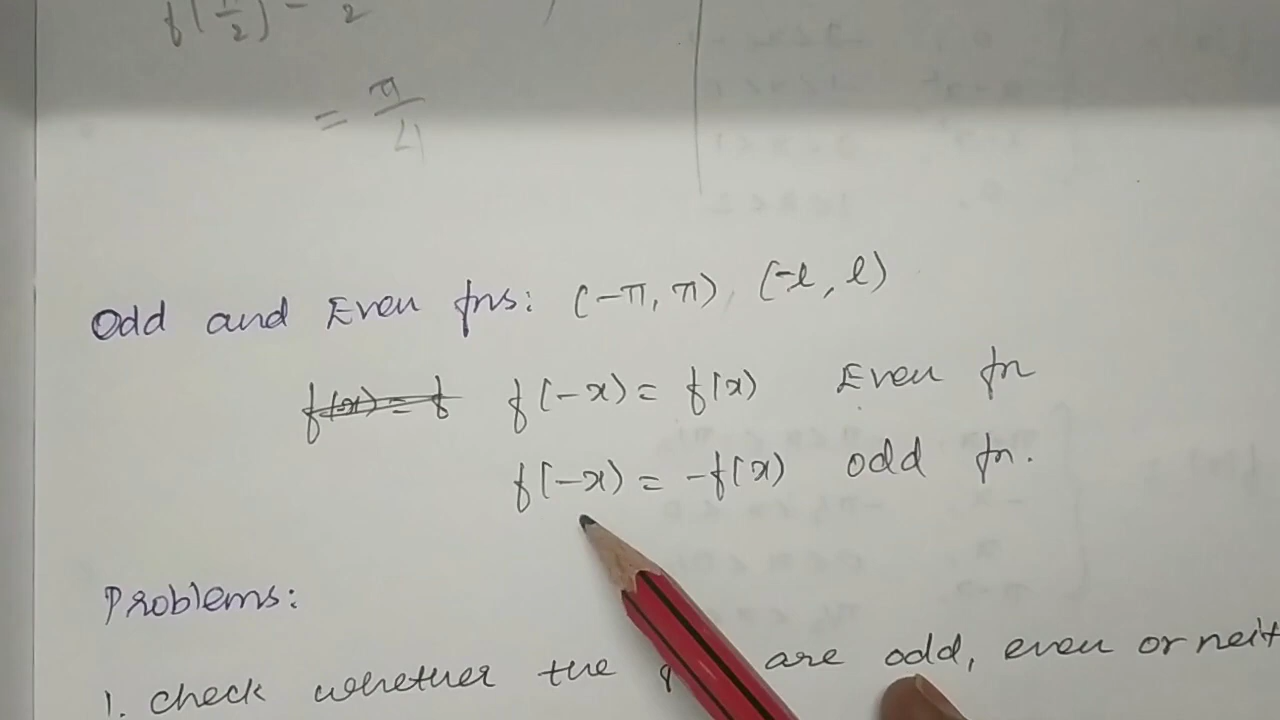 f(π/2) = 2
= π/4
Odd and Even fns: (-π, π), (-l, l)
f(x) = f f(-x) = f(x) Even fn
f(-x) = -f(x) odd fn.
Problems:
1. check whether the are odd, even or neit